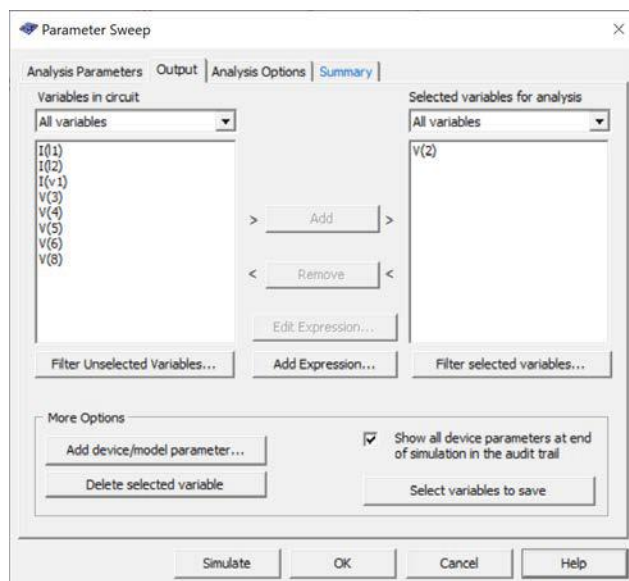 Parameter Sweep
Analysis Parameters Output Analysis Options Summary
Variables in circuit
All variables
I(l1)
I(l2)
I(v1)
V(3)
V(4)
V(5)
V(6)
V(8)
Filter Unselected Variables...
> Add >
< Remove <
Edit Expression...
Add Expression...
Selected variables for analysis
All variables
V(2)
Filter selected variables...
More Options
Add device/model parameter...
Delete selected variable
Show all device parameters at end
of simulation in the audit trail
Select variables to save
Simulate OK Cancel Help